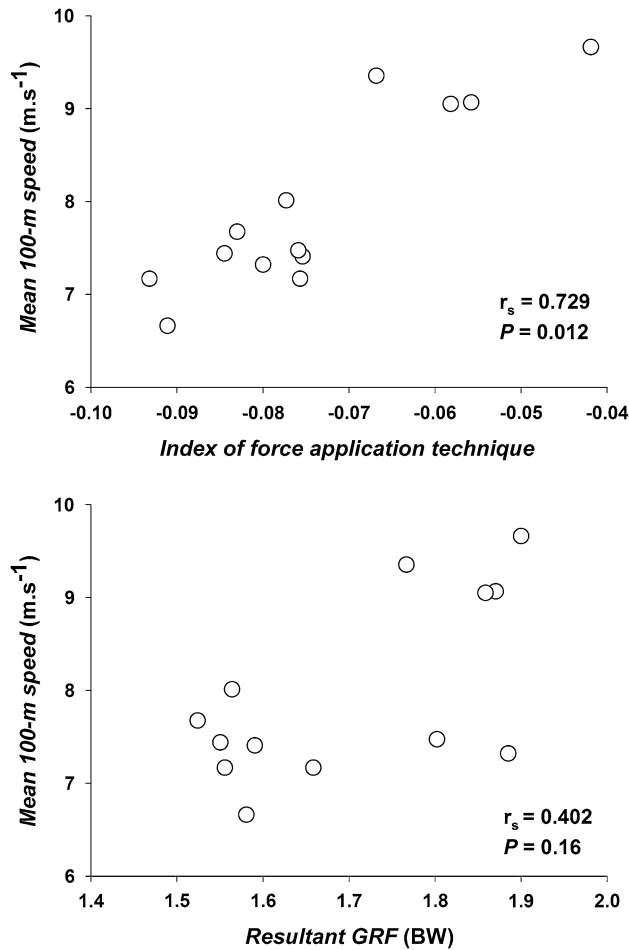 10
9
8
7
6
Mean 100-m speed (m.s⁻¹)
rs = 0.729
P = 0.012
-0.10 -0.09 -0.08 -0.07 -0.06 -0.05 -0.04
Index of force application technique
10
9
8
7
6
Mean 100-m speed (m.s⁻¹)
rs = 0.402
P = 0.16
1.4 1.5 1.6 1.7 1.8 1.9 2.0
Resultant GRF (BW)